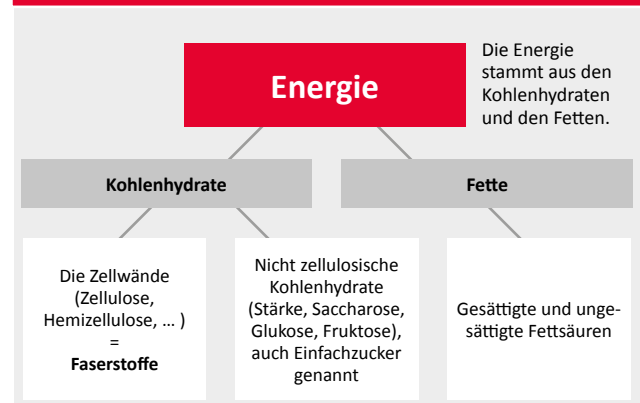 Energie
Die Energie
stammt aus den
Kohlenhydraten
und den Fetten.
Kohlenhydrate
Fette
Die Zellwände
(Zellulose,
Hemizellulose, ... )
=
Faserstoffe
Nicht zellulosische
Kohlenhydrate
(Stärke, Saccharose,
Glukose, Fruktose),
auch Einfachzucker
genannt
Gesättigte und unge-
sättigte Fettsäuren